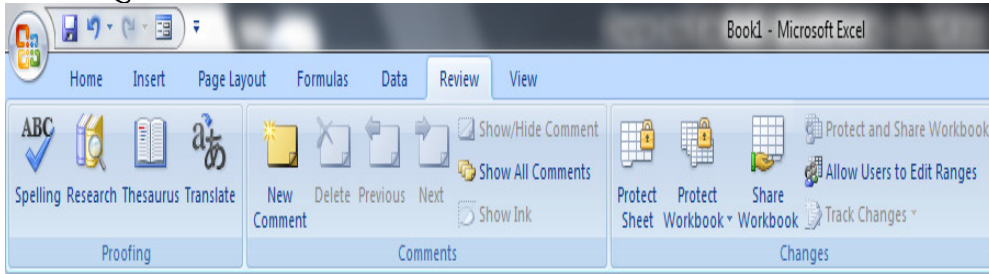 Book1 - Microsoft Excel
Home Insert Page Layout Formulas Data Review View
ABC
Spelling Research Thesaurus Translate
Proofing
New Comment
Delete Previous Next
Show/Hide Comment
Show All Comments
Show Ink
Comments
Protect Sheet
Protect Workbook
Share Workbook
Protect and Share Workbook
Allow Users to Edit Ranges
Track Changes
Changes